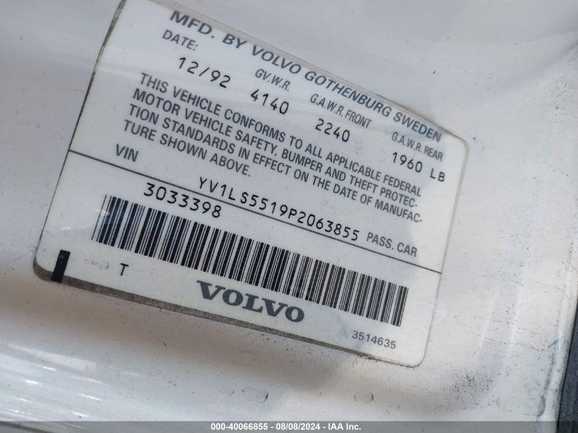 MFD. BY VOLVO GOTHENBURG SWEDEN
DATE: G.V.W.R. G.A.W.R. FRONT G.A.W.R. REAR
12/92 4140 2240 1960 LB
THIS VEHICLE CONFORMS TO ALL APPLICABLE FEDERAL
MOTOR VEHICLE SAFETY, BUMPER AND THEFT PROTEC-
TION STANDARDS IN EFFECT ON THE DATE OF MANUFAC-
TURE SHOWN ABOVE.
VIN YV1LS5519P2063855 PASS. CAR
3033398
T VOLVO 3514635
000-40066855 - 08/08/2024 - IAA Inc.